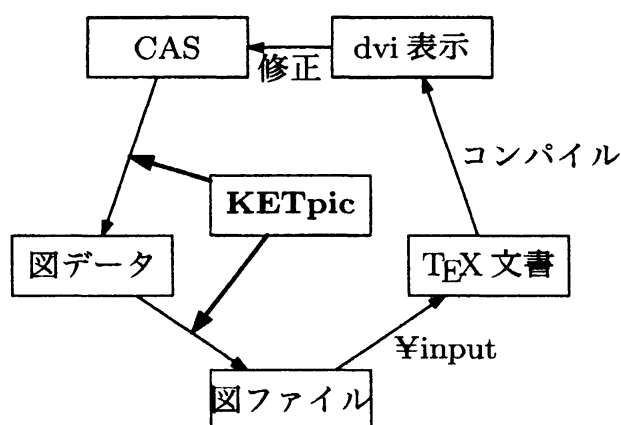 CAS
dvi 表示
修正
コンパイル
KETpic
図データ
TEX 文書
¥input
図ファイル